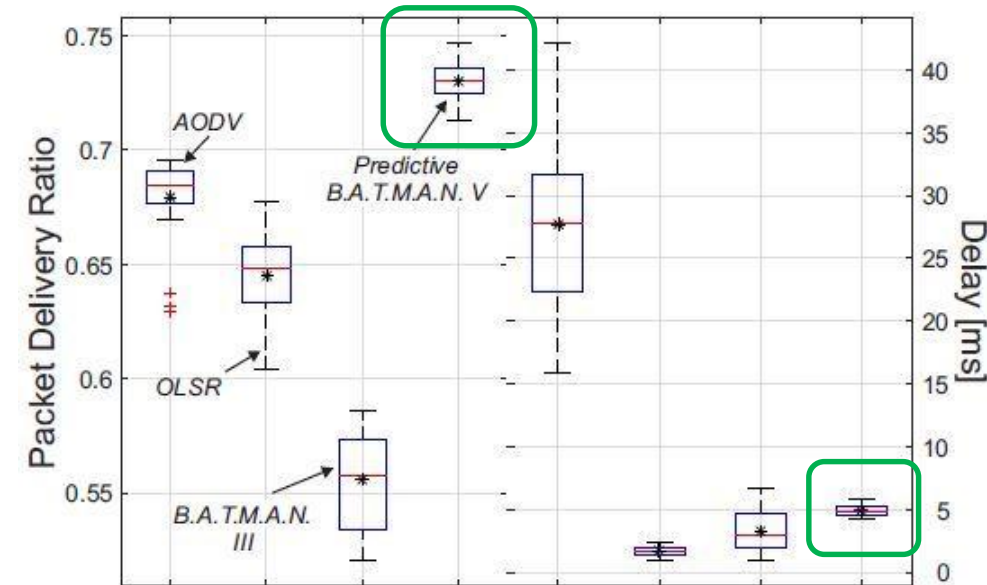 Packet Delivery Ratio
0.75
0.7
0.65
0.6
0.55
AODV
OLSR
B.A.T.M.A.N.
III
Predictive
B.A.T.M.A.N. V
40
35
30
25
20
15
10
5
0
Delay [ms]